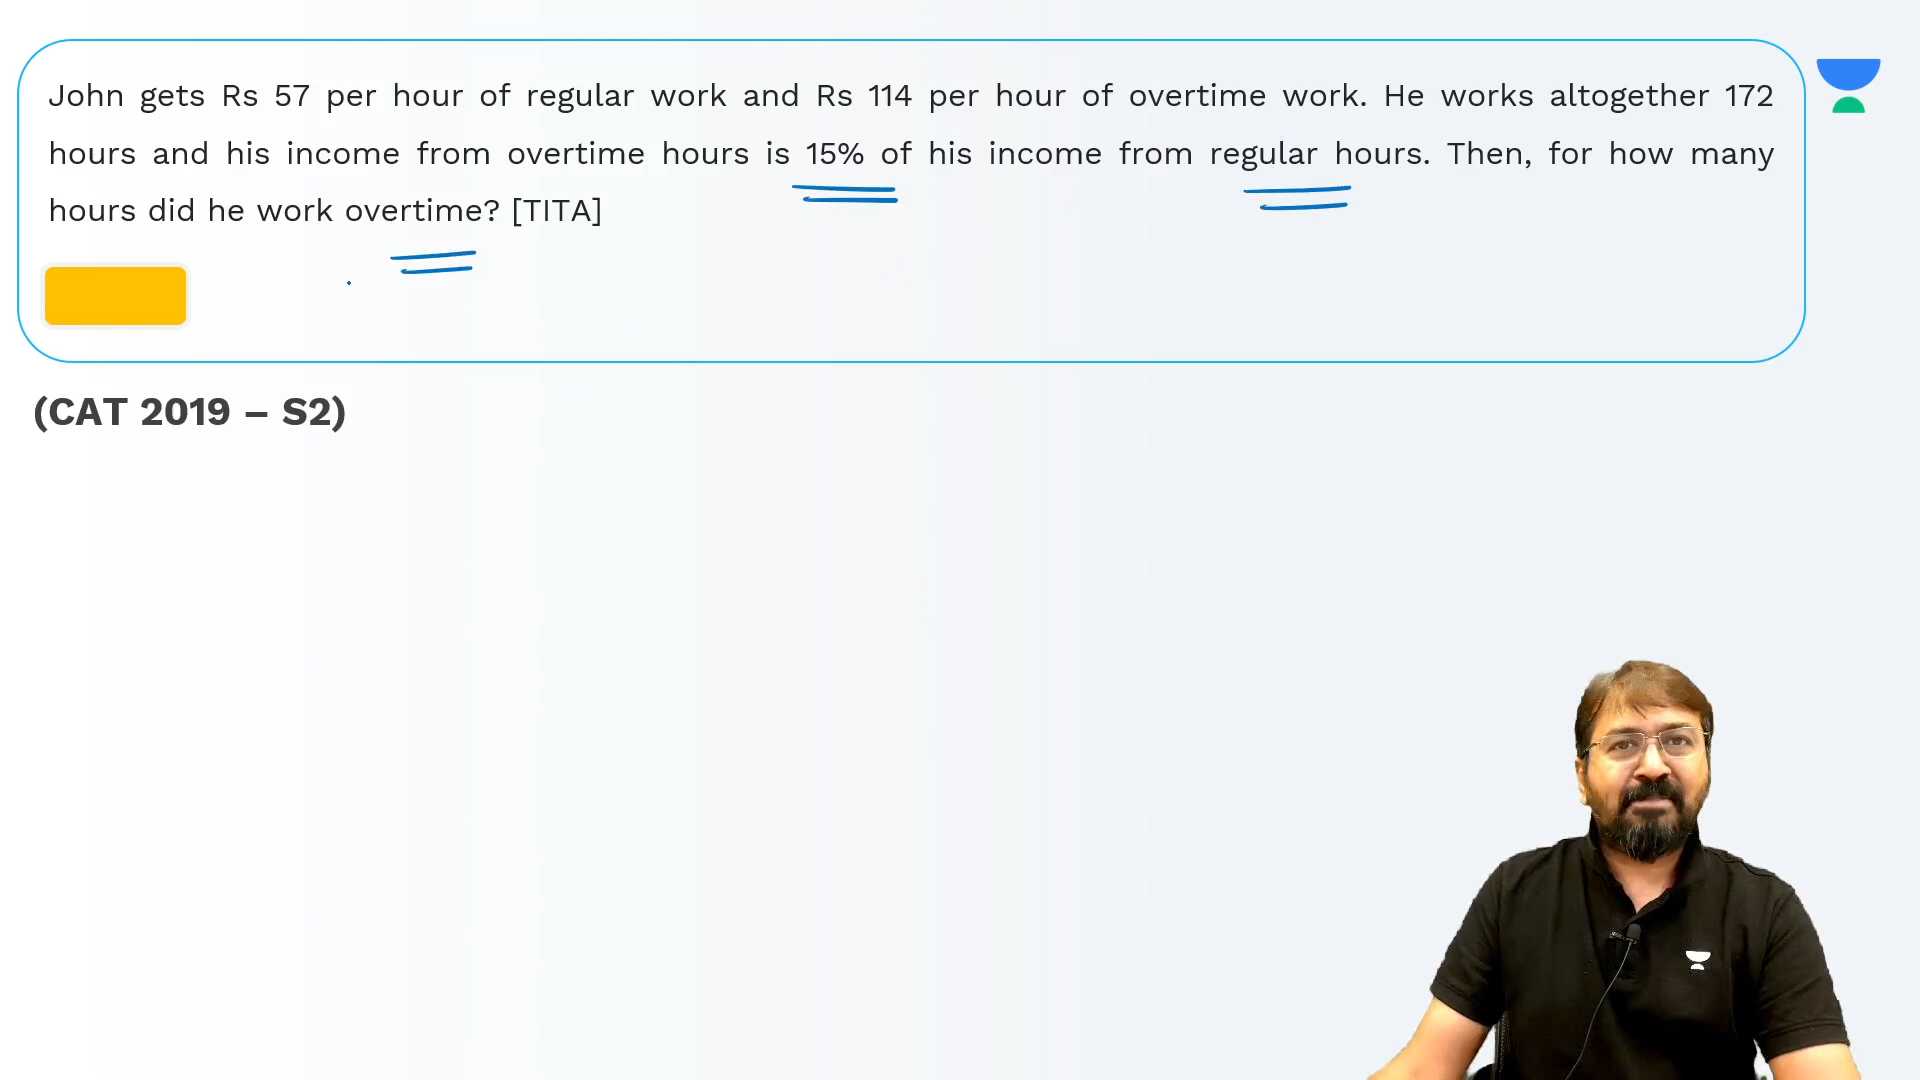 John gets Rs 57 per hour of regular work and Rs 114 per hour of overtime work. He works altogether 172
hours and his income from overtime hours is 15% of his income from regular hours. Then, for how many
hours did he work overtime? [TITA]
(CAT 2019 – S2)